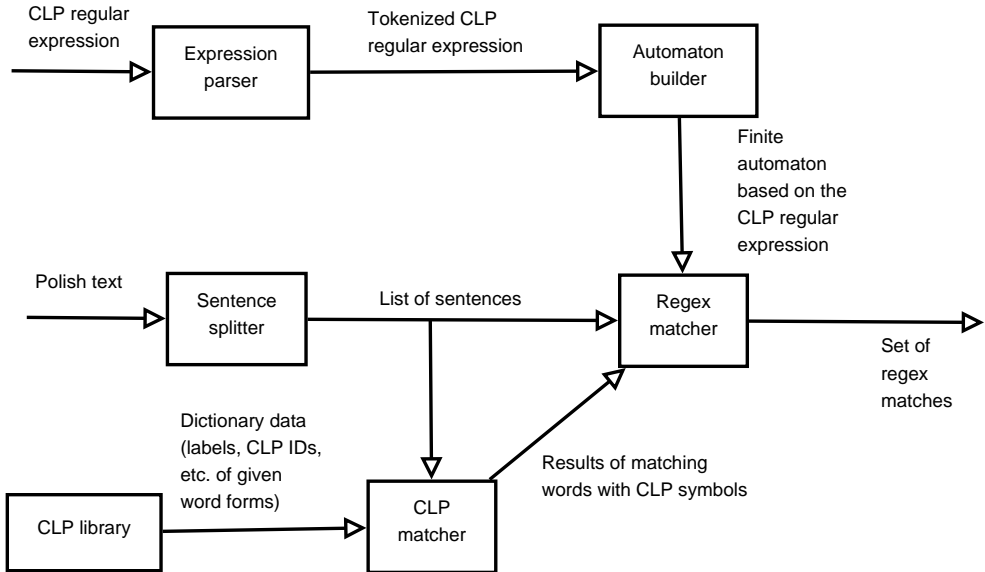 CLP regular
expression
Expression
parser
Tokenized CLP
regular expression
Automaton
builder
Finite
automaton
based on the
CLP regular
expression
Polish text
Sentence
splitter
List of sentences
Regex
matcher
Set of
regex
matches
Dictionary data
(labels, CLP IDs,
etc. of given
word forms)
Results of matching
words with CLP symbols
CLP library
CLP
matcher